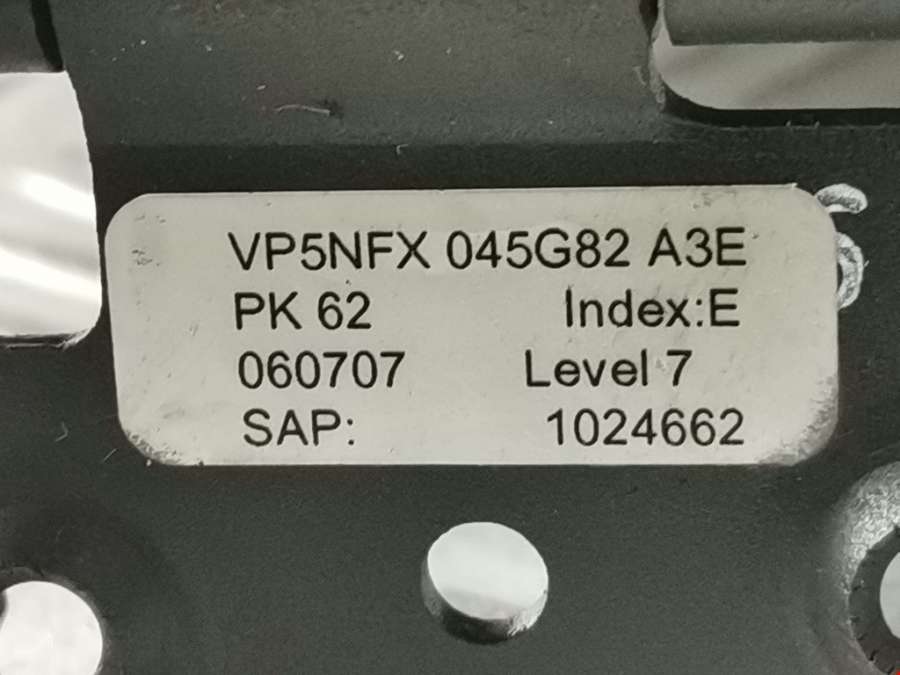 VP5NFX 045G82 A3E
PK 62 Index:E
060707 Level 7
SAP: 1024662